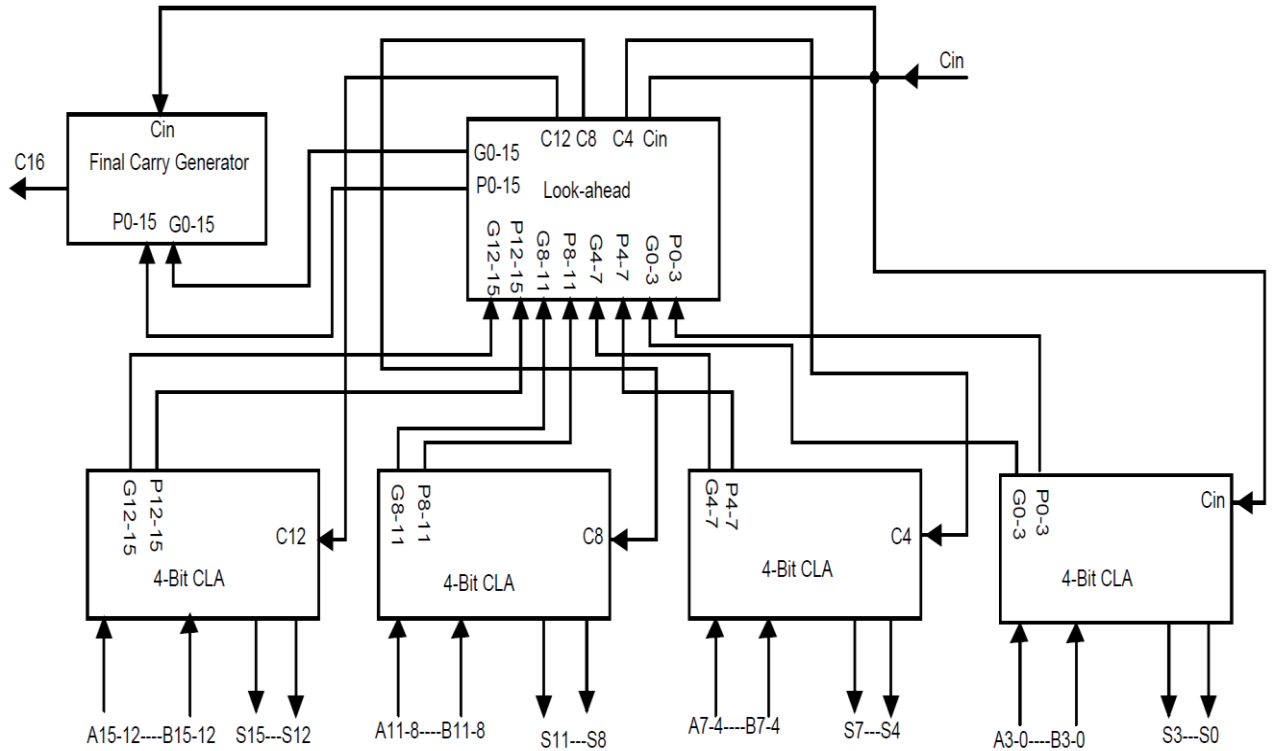 Cin
Cin
Final Carry Generator
P0-15 G0-15
C16
C12 C8 C4 Cin
G0-15
P0-15
Look-ahead
G12-15
P12-15
G8-11
P8-11
G4-7
P4-7
G0-3
P0-3
G12-15
P12-15
C12
4-Bit CLA
G8-11
P8-11
C8
4-Bit CLA
G4-7
P4-7
C4
4-Bit CLA
G0-3
P0-3
Cin
4-Bit CLA
A15-12----B15-12
S15---S12
A11-8----B11-8
S11---S8
A7-4----B7-4
S7---S4
A3-0----B3-0
S3---S0